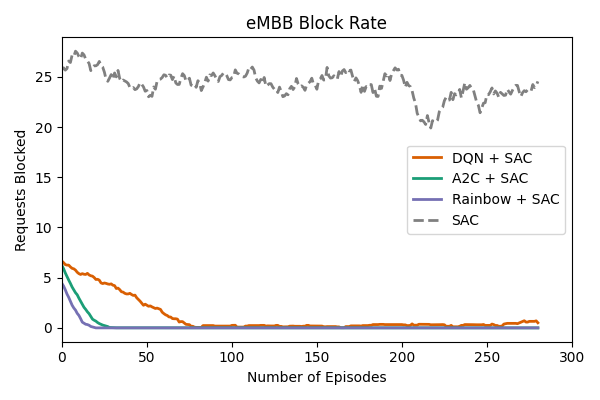 eMBB Block Rate
Requests Blocked
25
20
15
10
5
0
DQN + SAC
A2C + SAC
Rainbow + SAC
SAC
0 50 100 150 200 250 300
Number of Episodes